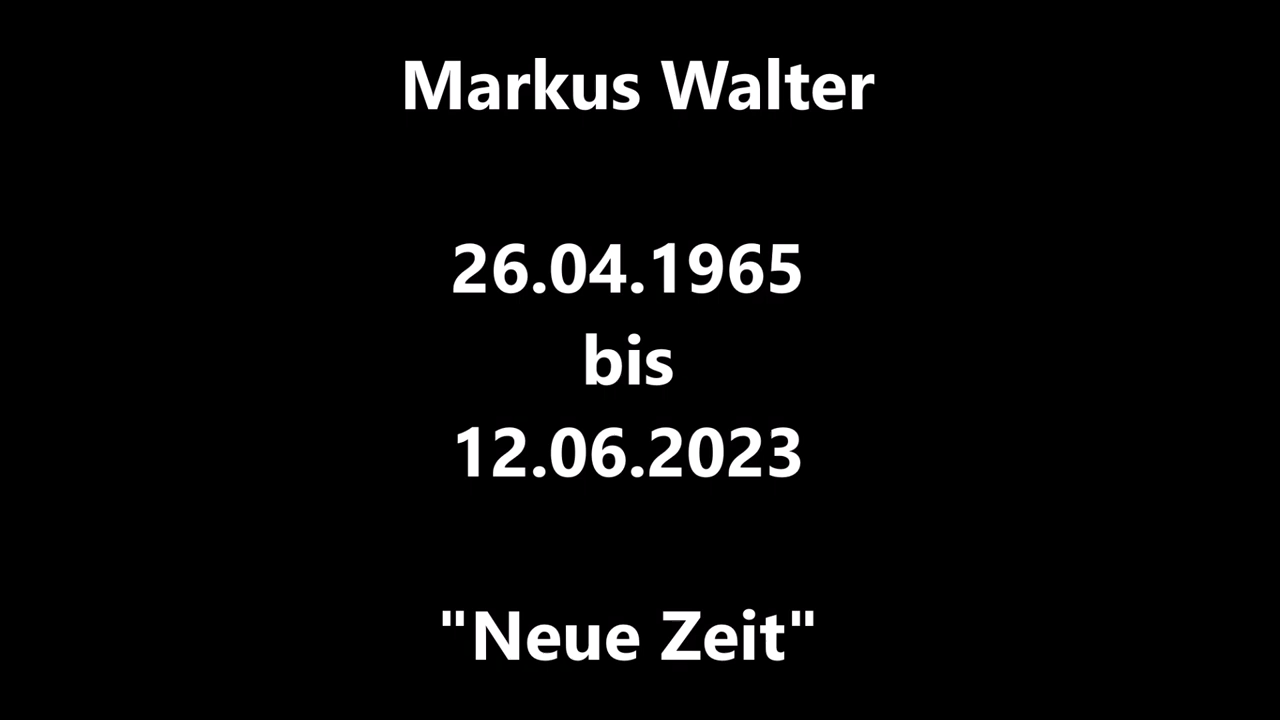 Markus Walter
26.04.1965
bis
12.06.2023
"Neue Zeit"